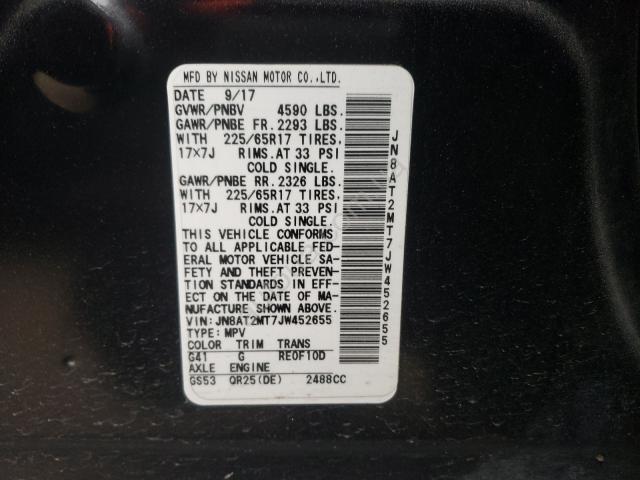 MFD BY NISSAN MOTOR CO.,LTD.
DATE 9/17
GVWR/PNBV 4590 LBS.
GAWR/PNBE FR. 2293 LBS.
WITH 225/65R17 TIRES,
17X7J RIMS.AT 33 PSI
COLD SINGLE.
GAWR/PNBE RR. 2326 LBS.
WITH 225/65R17 TIRES,
17X7J RIMS.AT 33 PSI
COLD SINGLE.
THIS VEHICLE CONFORMS
TO ALL APPLICABLE FED-
ERAL MOTOR VEHICLE SA-
FETY AND THEFT PREVEN-
TION STANDARDS IN EFF-
ECT ON THE DATE OF MA-
NUFACTURE SHOWN ABOVE.
VIN: JN8AT2MT7JW452655
TYPE: MPV
COLOR TRIM TRANS
G41 G RE0F10D
AXLE ENGINE
GS53 QR25(DE) 2488CC
JN8AT2MT7JW452655